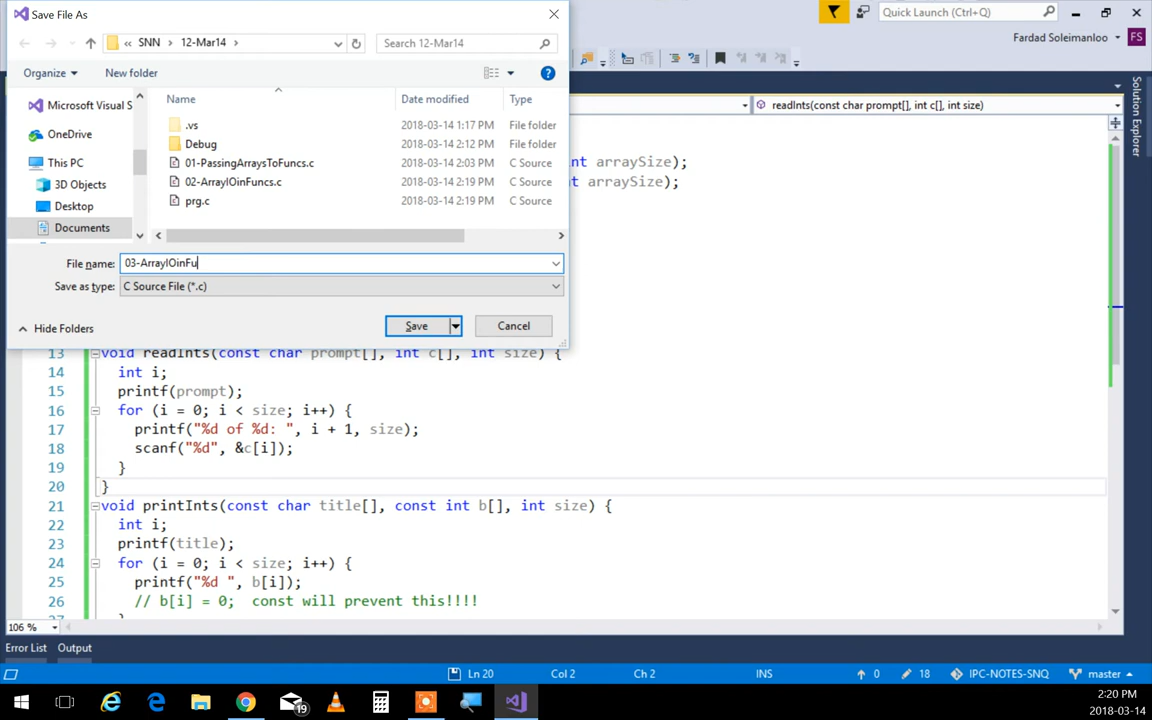 Save File As
Quick Launch (Ctrl+Q)
« SNN > 12-Mar14 >
Search 12-Mar14
Fardad Soleimanloo FS
Organize
New folder
Name Date modified Type
Microsoft Visual S
OneDrive
This PC
3D Objects
Desktop
Documents
.vs 2018-03-14 1:17 PM File folder
Debug 2018-03-14 2:12 PM File folder
01-PassingArraysToFuncs.c 2018-03-14 2:03 PM C Source
02-ArrayIOinFuncs.c 2018-03-14 2:19 PM C Source
prg.c 2018-03-14 2:19 PM C Source
File name: 03-ArrayIOinFu
Save as type: C Source File (*.c)
Hide Folders
Save
Cancel
readInts(const char prompt[], int c[], int size)
Solution Explorer
int arraySize);
t arraySize);
13 void readInts(const char prompt[], int c[], int size) {
14 int i;
15 printf(prompt);
16 for (i = 0; i < size; i++) {
17 printf("%d of %d: ", i + 1, size);
18 scanf("%d", &c[i]);
19 }
20 }
21 void printInts(const char title[], const int b[], int size) {
22 int i;
23 printf(title);
24 for (i = 0; i < size; i++) {
25 printf("%d ", b[i]);
26 // b[i] = 0;  const will prevent this!!!!
27 }
106 %
Error List Output
Ln 20 Col 2 Ch 2 INS 0 18 IPC-NOTES-SNQ master
19
2:20 PM
2018-03-14